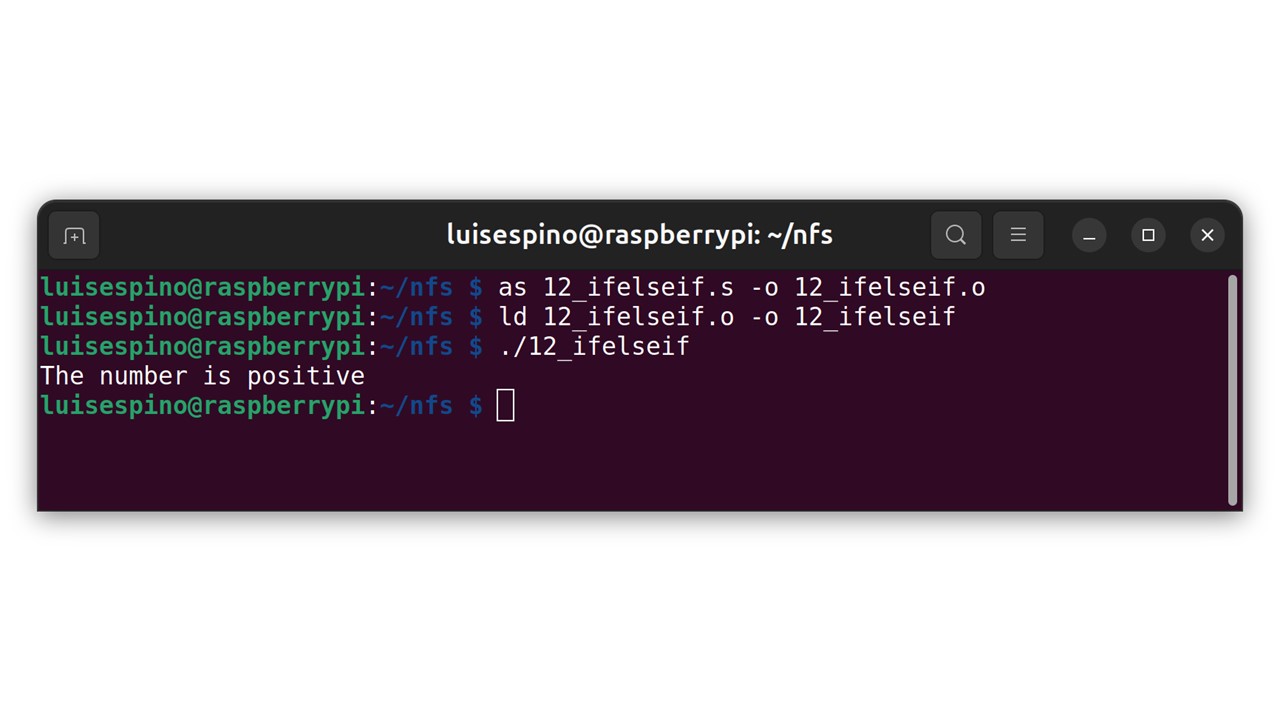 luisespino@raspberrypi: ~/nfs
luisespino@raspberrypi:~/nfs $ as 12_ifelseif.s -o 12_ifelseif.o
luisespino@raspberrypi:~/nfs $ ld 12_ifelseif.o -o 12_ifelseif
luisespino@raspberrypi:~/nfs $ ./12_ifelseif
The number is positive
luisespino@raspberrypi:~/nfs $